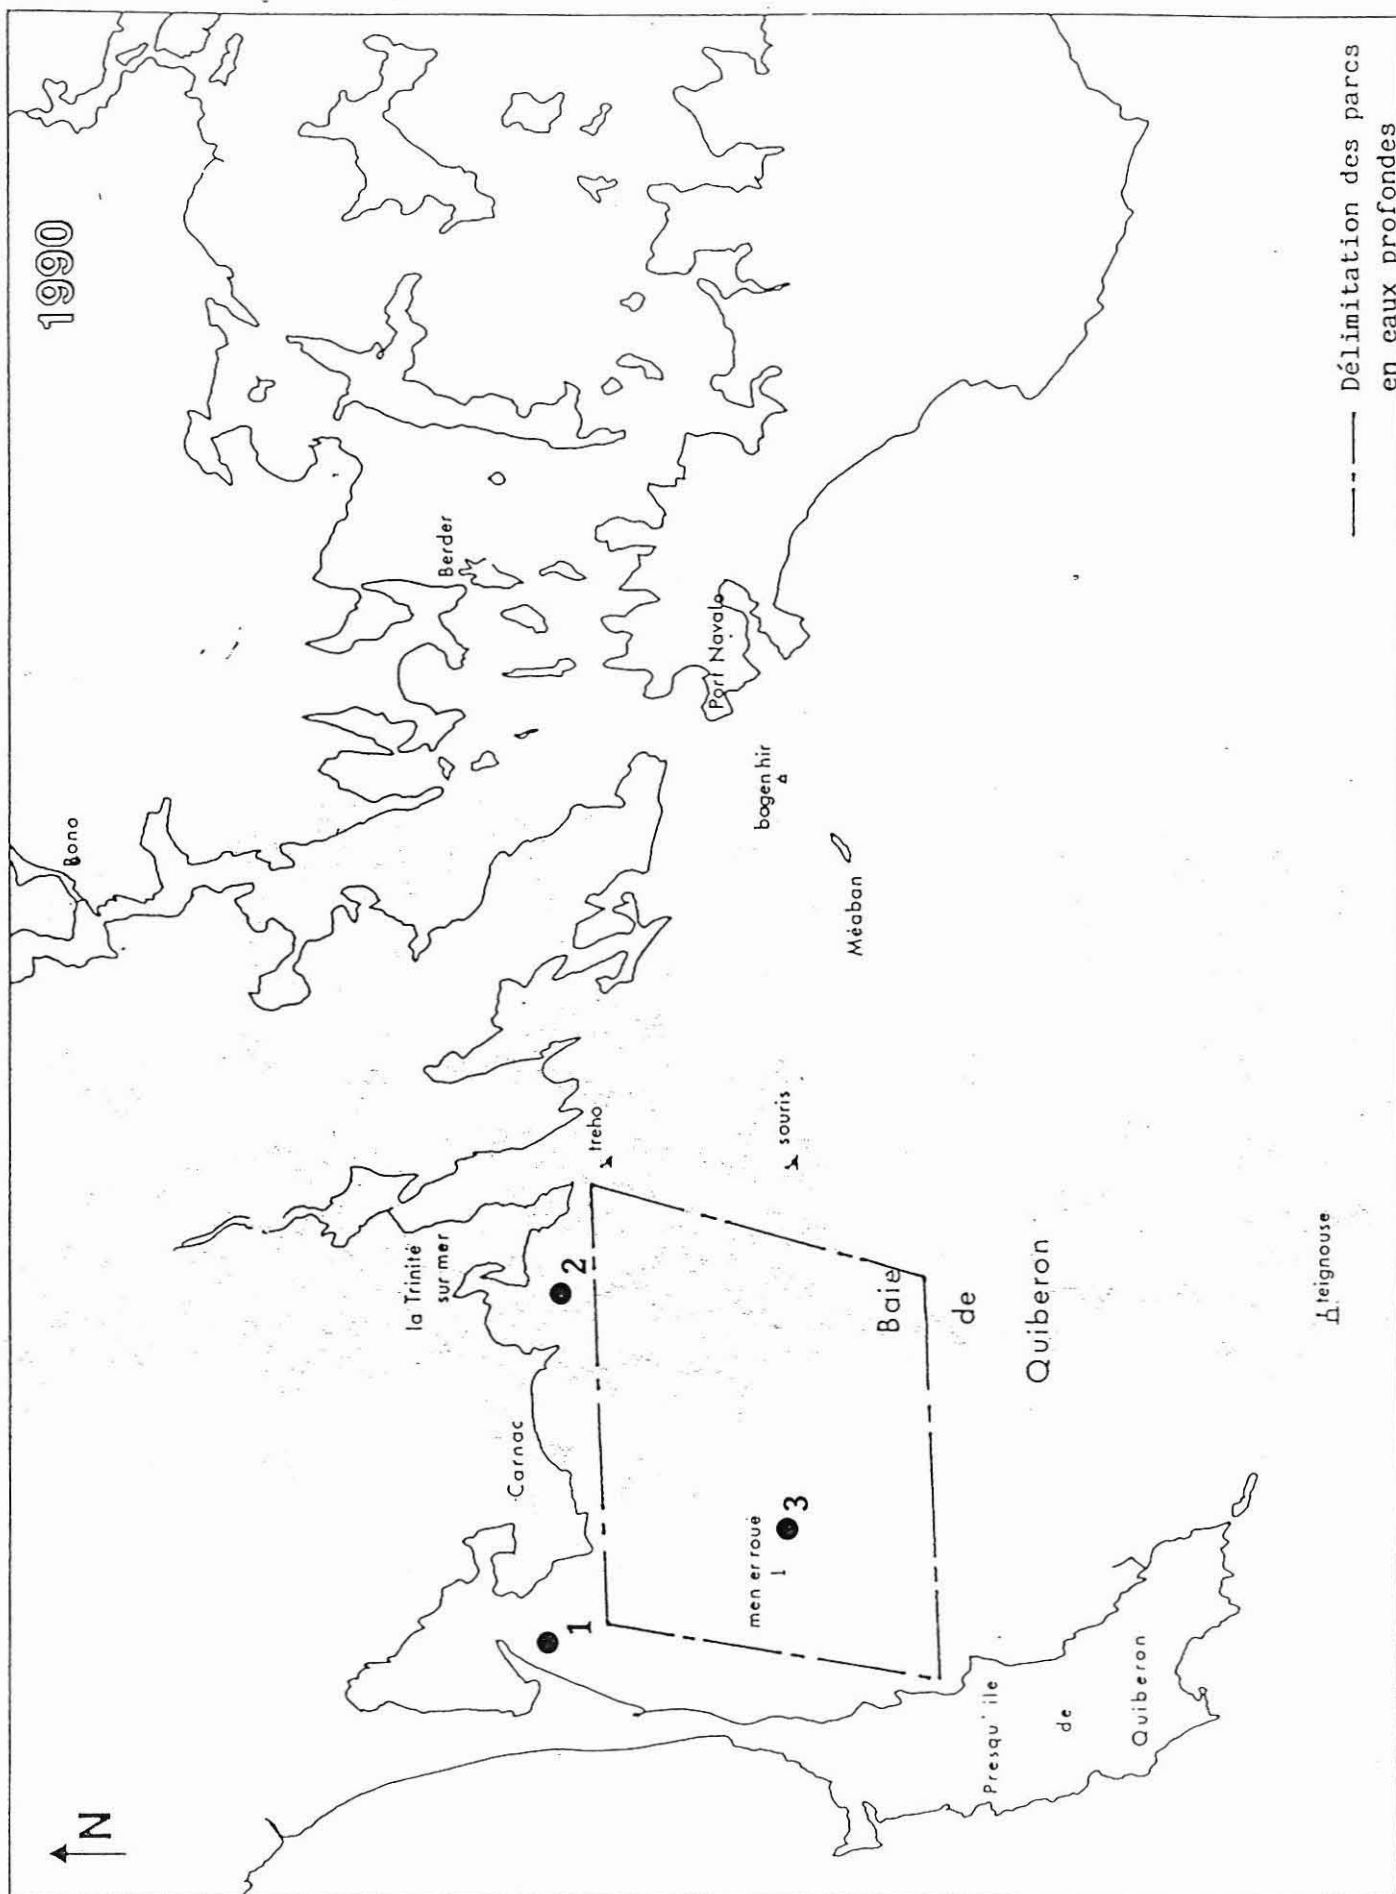 1990
N
Bono
Berder
la Trinité
sur mer
Carnac
treho
Port Navalo
bagen hir
Méaban
souris
men er roué
1
2
3
Baie
de
Quiberon
Presqu' ile
de
Quiberon
teignouse
Délimitation des parcs
en eaux profondes